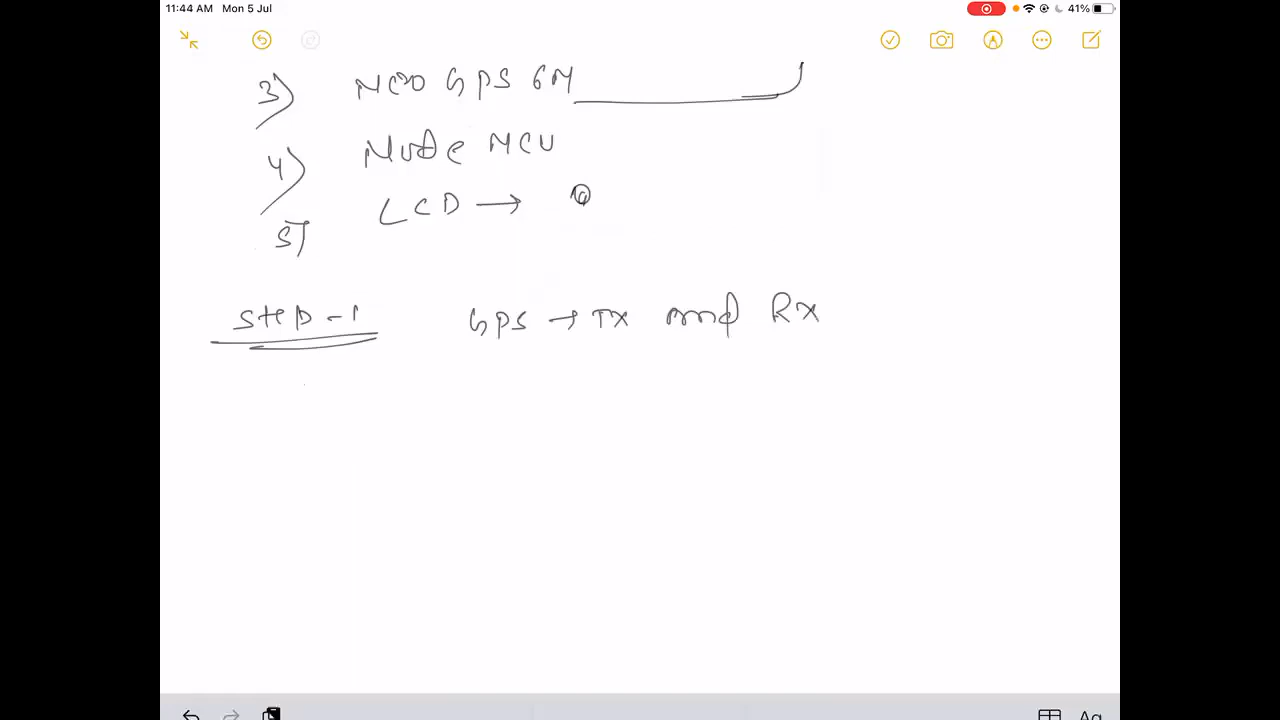 11:44 AM Mon 5 Jul 41%
3) Neo GPS 6M
4) Node MCU
5) LCD →
Step-1 GPS → TX and RX
Aa